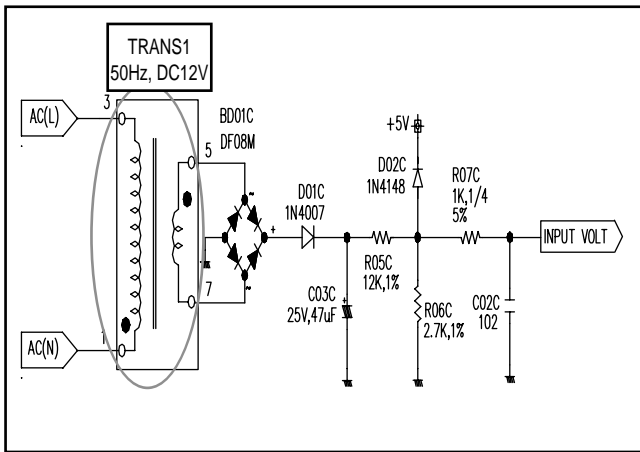 TRANS1
50Hz, DC12V
AC(L)
3
BD01C
DF08M
5
+5V
D02C
1N4148
R07C
1K,1/4
5%
D01C
1N4007
~
+
~
INPUT VOLT
R05C
12K,1%
7
C03C
25V,47uF
+
R06C
2.7K,1%
C02C
102
AC(N)
1